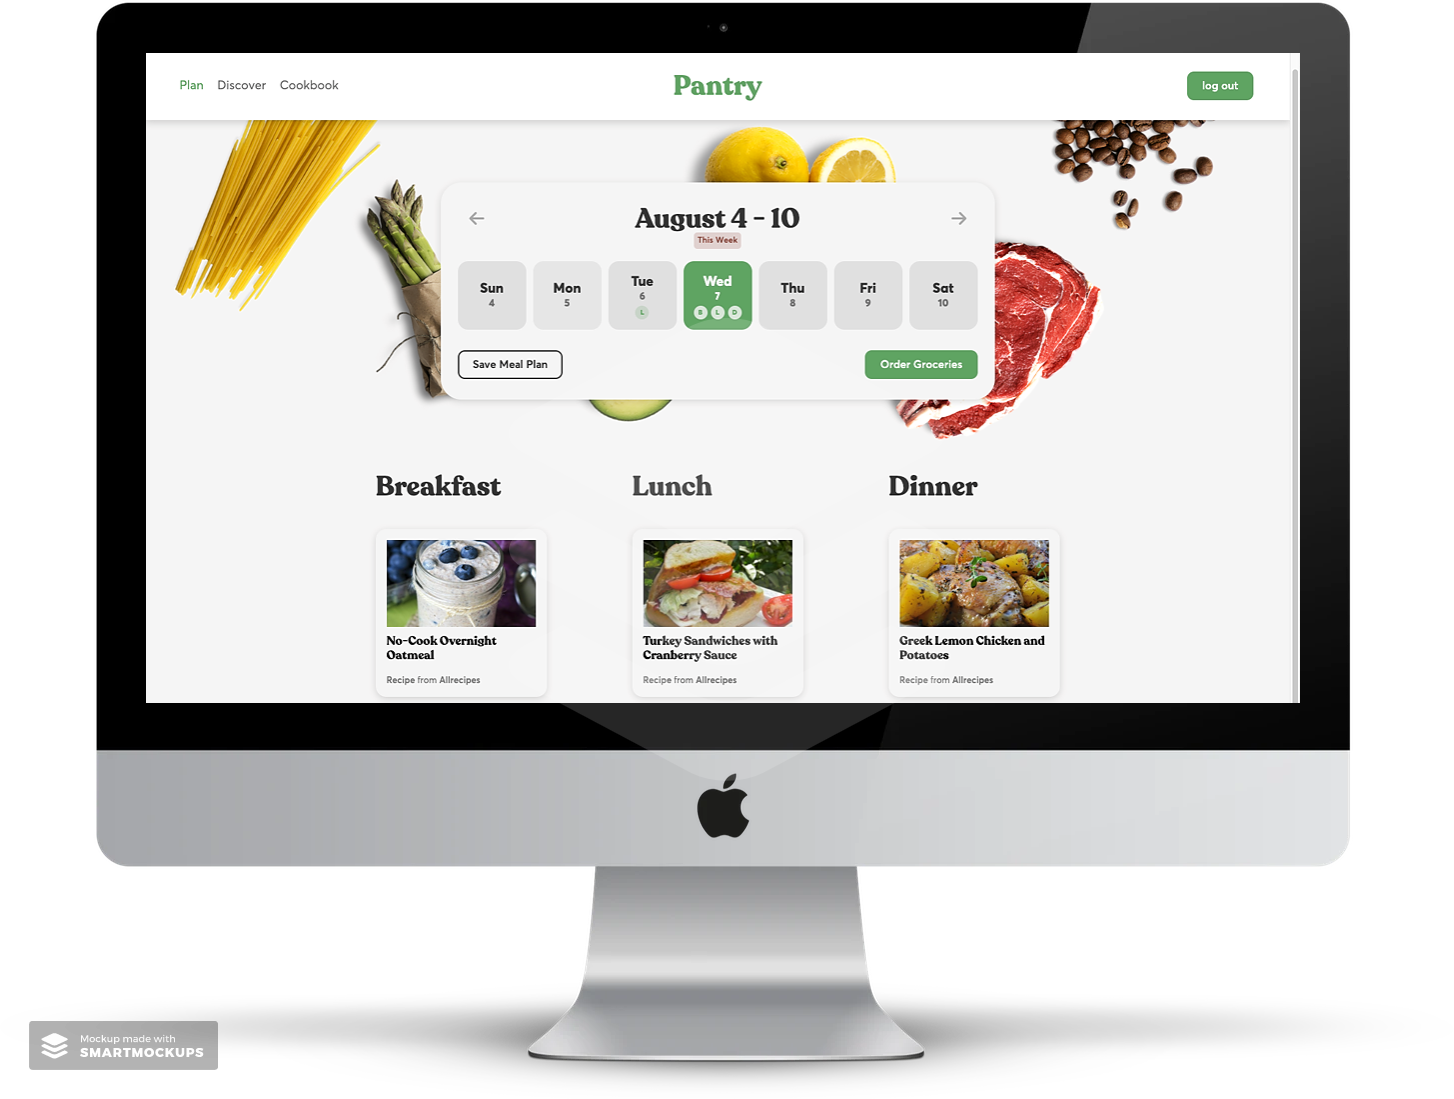 Plan Discover Cookbook
Pantry
log out
August 4 - 10
This Week
Sun
4
Mon
5
Tue
6
L
Wed
7
B L D
Thu
8
Fri
9
Sat
10
Save Meal Plan
Order Groceries
Breakfast
Lunch
Dinner
No-Cook Overnight
Oatmeal
Recipe from Allrecipes
Turkey Sandwiches with
Cranberry Sauce
Recipe from Allrecipes
Greek Lemon Chicken and
Potatoes
Recipe from Allrecipes
Mockup made with
SMARTMOCKUPS